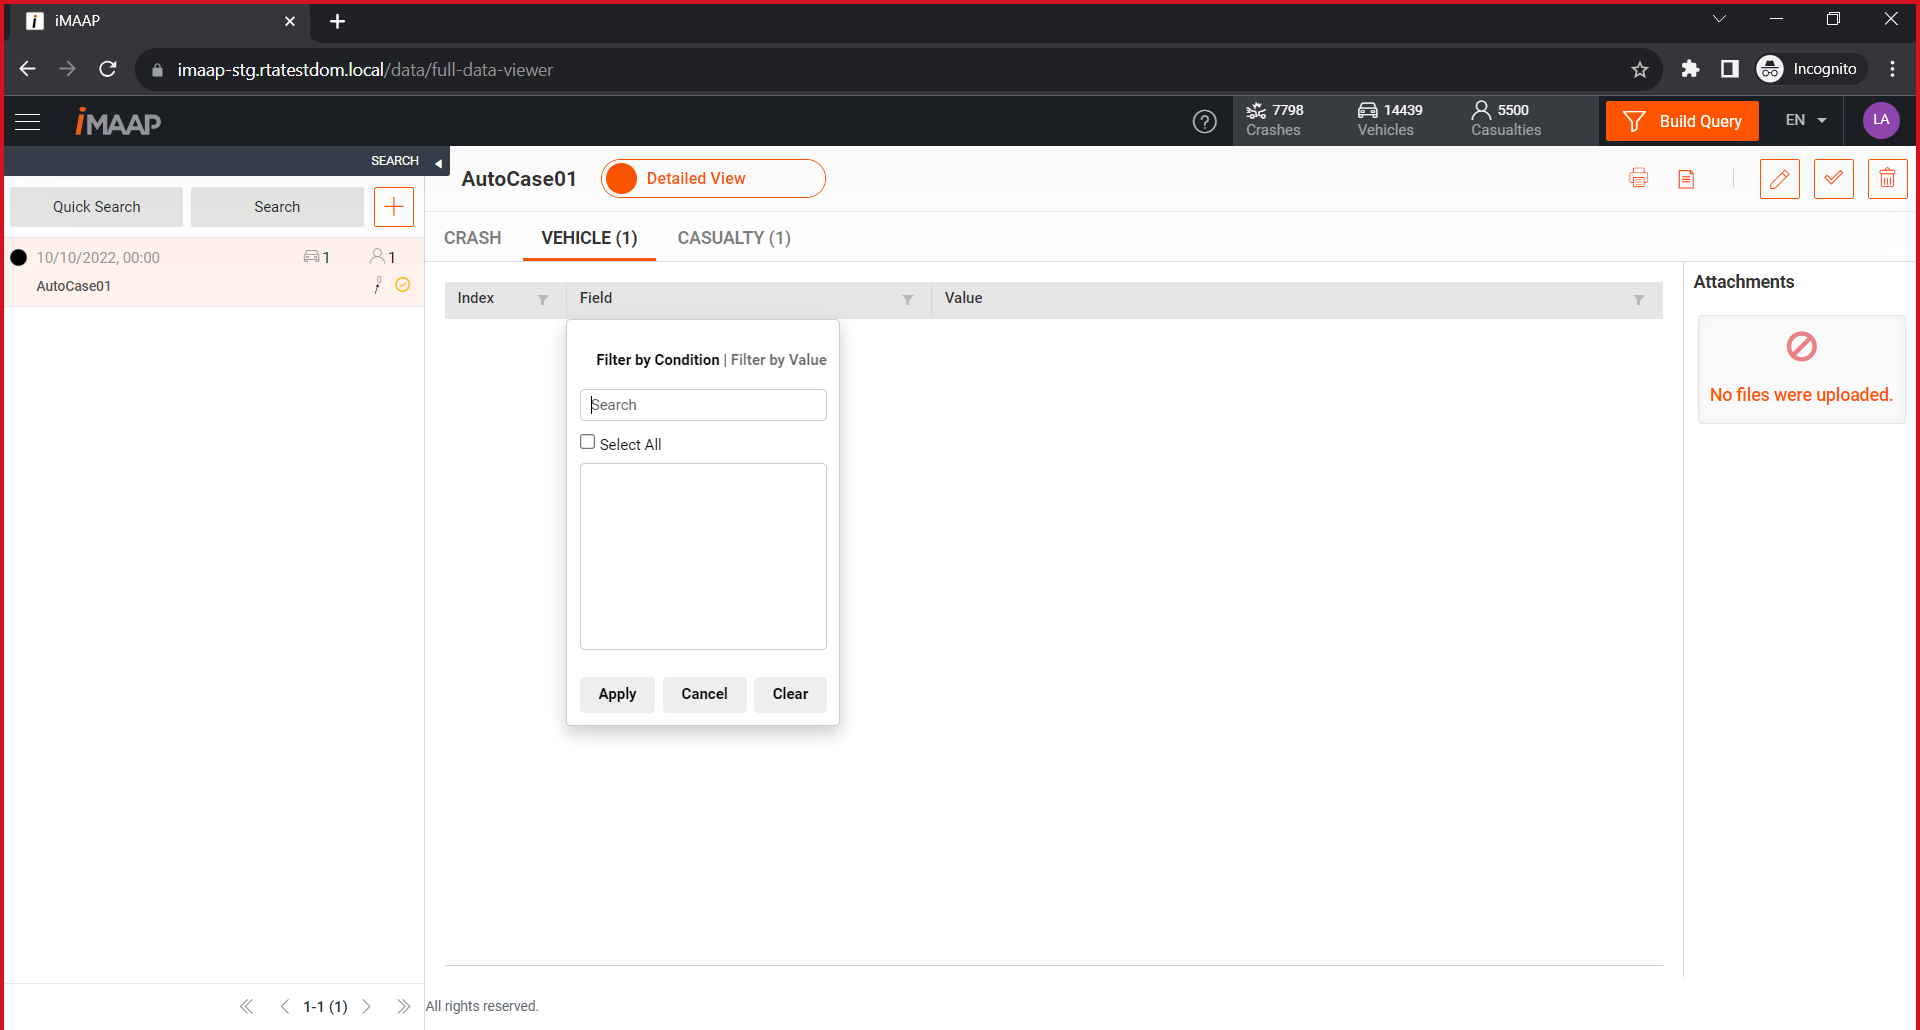 iMAAP
imaap-stg.rtatestdom.local/data/full-data-viewer
Incognito
iMAAP
7798
Crashes
14439
Vehicles
5500
Casualties
Build Query
EN
LA
SEARCH
Quick Search
Search
10/10/2022, 00:00
1
1
AutoCase01
AutoCase01
Detailed View
CRASH
VEHICLE (1)
CASUALTY (1)
Index
Field
Value
Filter by Condition | Filter by Value
Search
Select All
Apply
Cancel
Clear
Attachments
No files were uploaded.
1-1 (1)
All rights reserved.